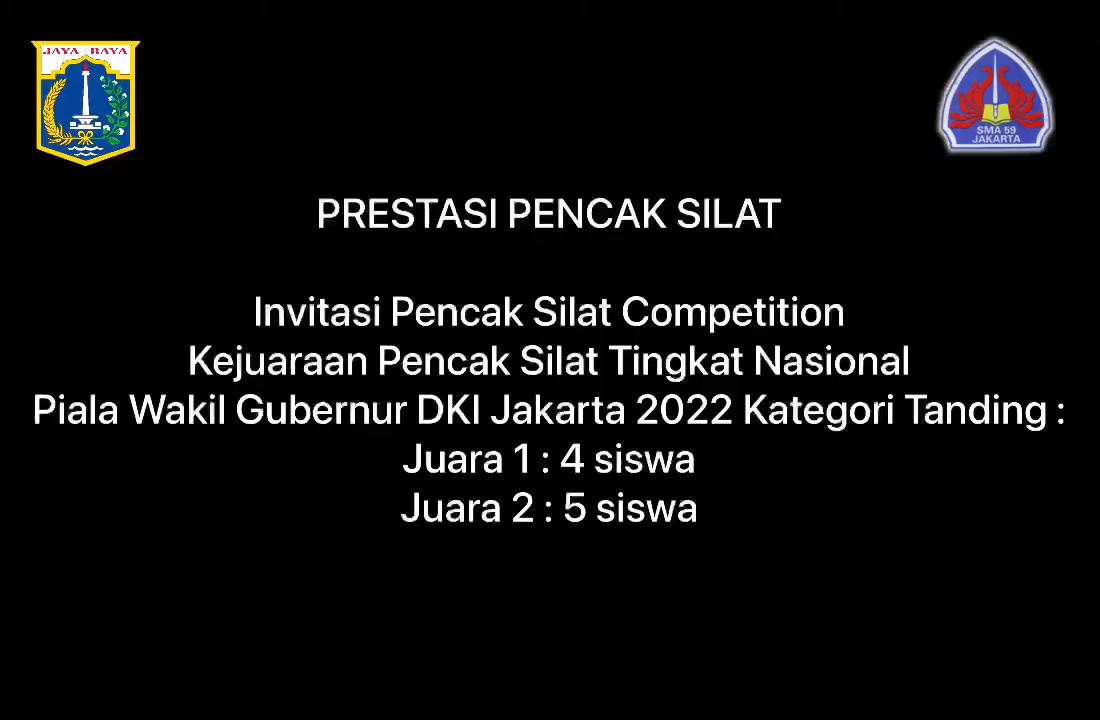 JAYA RAYA
SMA 59
JAKARTA
PRESTASI PENCAK SILAT
Invitasi Pencak Silat Competition
Kejuaraan Pencak Silat Tingkat Nasional
Piala Wakil Gubernur DKI Jakarta 2022 Kategori Tanding :
Juara 1 : 4 siswa
Juara 2 : 5 siswa